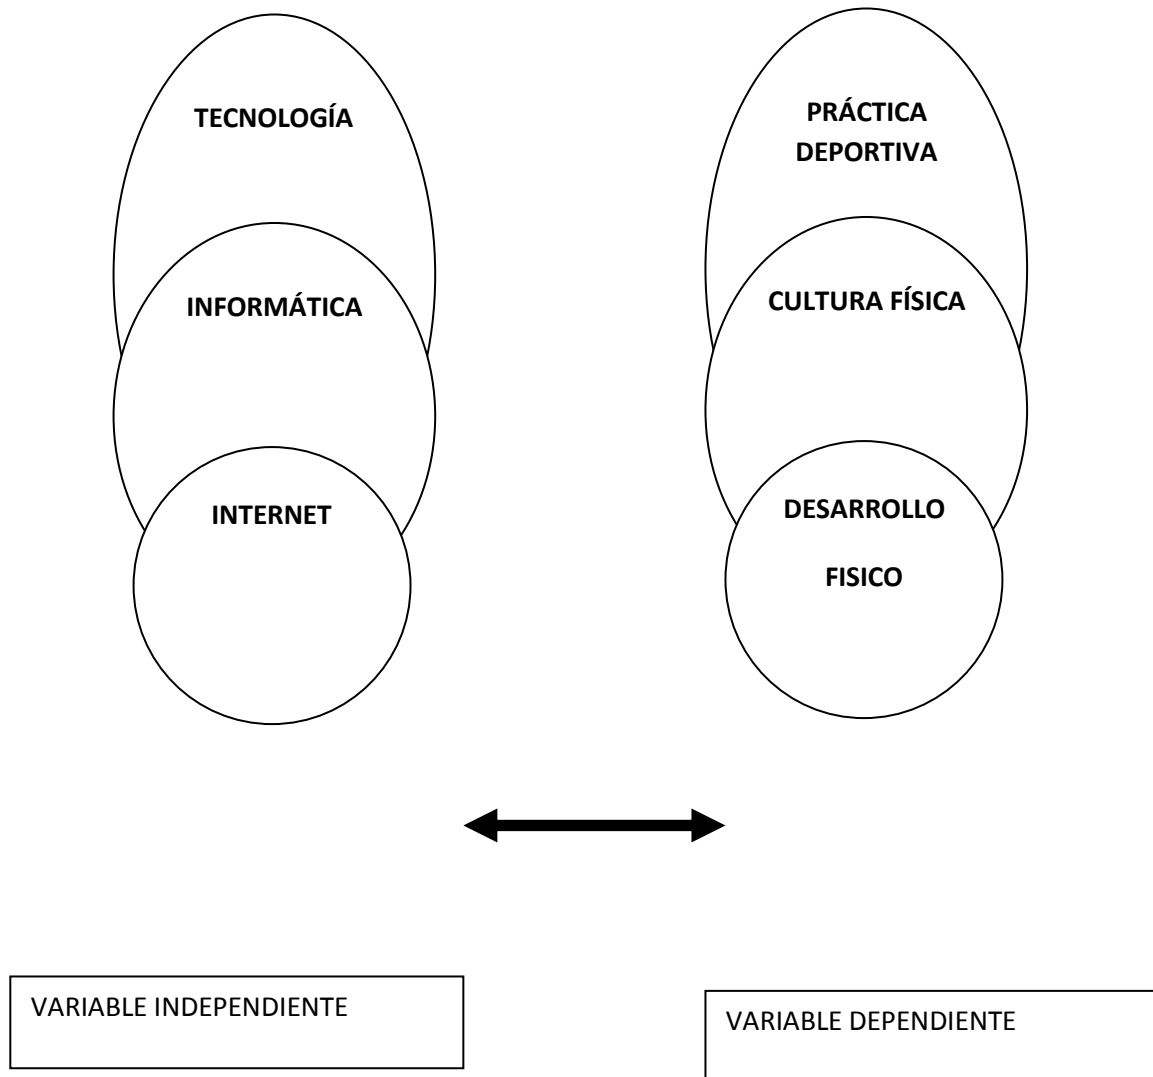 TECNOLOGÍA
INFORMÁTICA
INTERNET
PRÁCTICA
DEPORTIVA
CULTURA FÍSICA
DESARROLLO
FISICO
VARIABLE INDEPENDIENTE
VARIABLE DEPENDIENTE